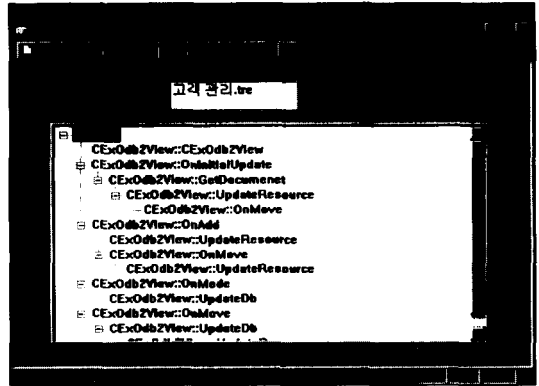 고객 관리.tre
CExOdb2View::CExOdb2View
CExOdb2View::OnInitialUpdate
CExOdb2View::GetDocumenet
CExOdb2View::UpdateResource
CExOdb2View::OnMove
CExOdb2View::OnAdd
CExOdb2View::UpdateResource
CExOdb2View::OnMove
CExOdb2View::UpdateResource
CExOdb2View::OnMode
CExOdb2View::UpdateDb
CExOdb2View::OnMove
CExOdb2View::UpdateDb